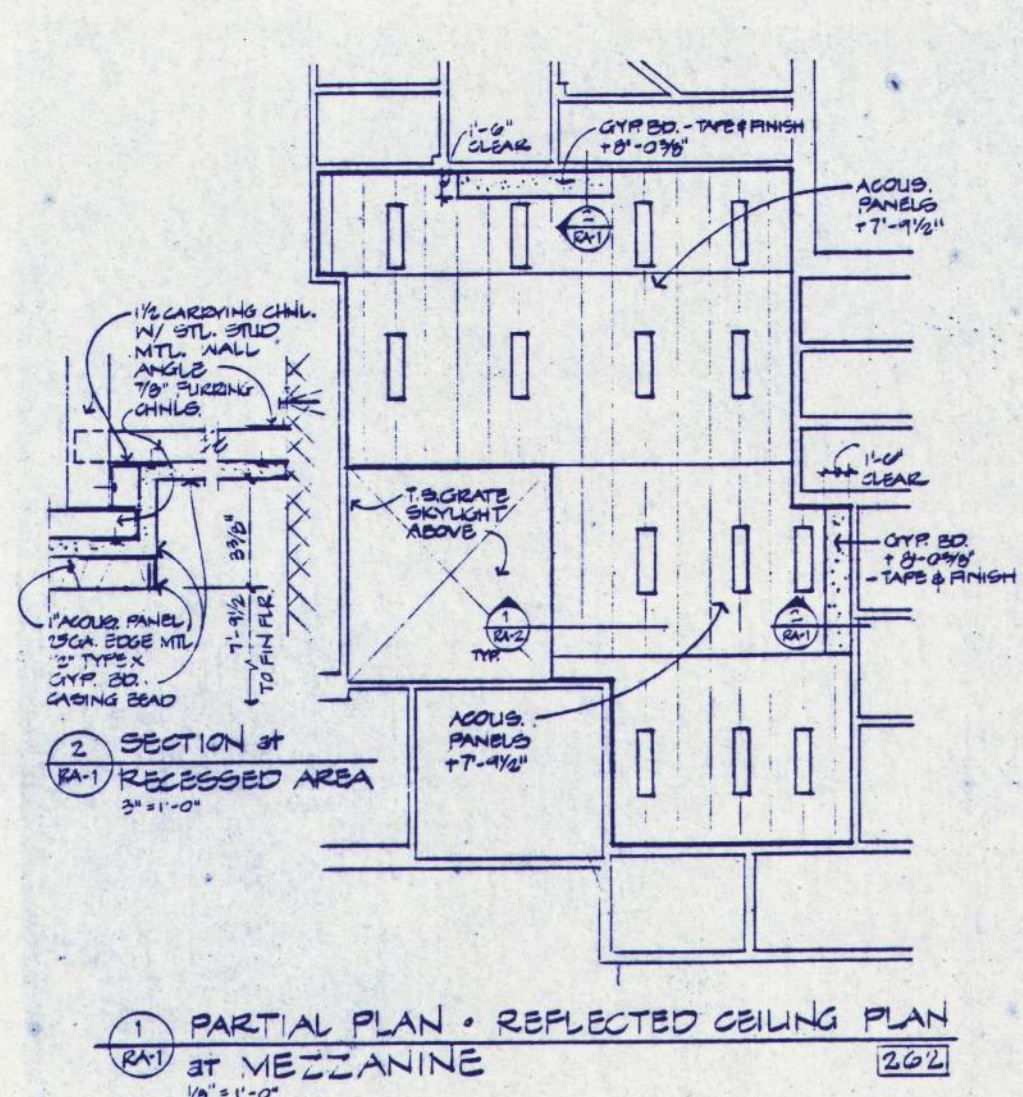 1'-6"
CLEAR
GYP. BD. - TAPE & FINISH
+8'-0 3/8"
ACOUS.
PANELS
+7'-9 1/2"
2
RA-1
1 1/2 CARRYING CHNL.
W/ STL. STUD
MTL. WALL
ANGLE
7/8" FURRING
CHNLS.
3 3/8"
7'-9 1/2
TO FIN FLR.
1" ACOUS. PANEL
25GA. EDGE MTL
TYPE X
GYP. BD.
CASING BEAD
T.S. GRATE
SKYLIGHT
ABOVE
1
RA-2
TYP.
2
RA-1
1'-6"
CLEAR
GYP. BD.
+8'-0 3/8"
- TAPE & FINISH
ACOUS.
PANELS
+7'-9 1/2"
2
RA-1
SECTION at
RECESSED AREA
3" = 1'-0"
1
RA-1
PARTIAL PLAN • REFLECTED CEILING PLAN
at MEZZANINE
262
1/8" = 1'-0"